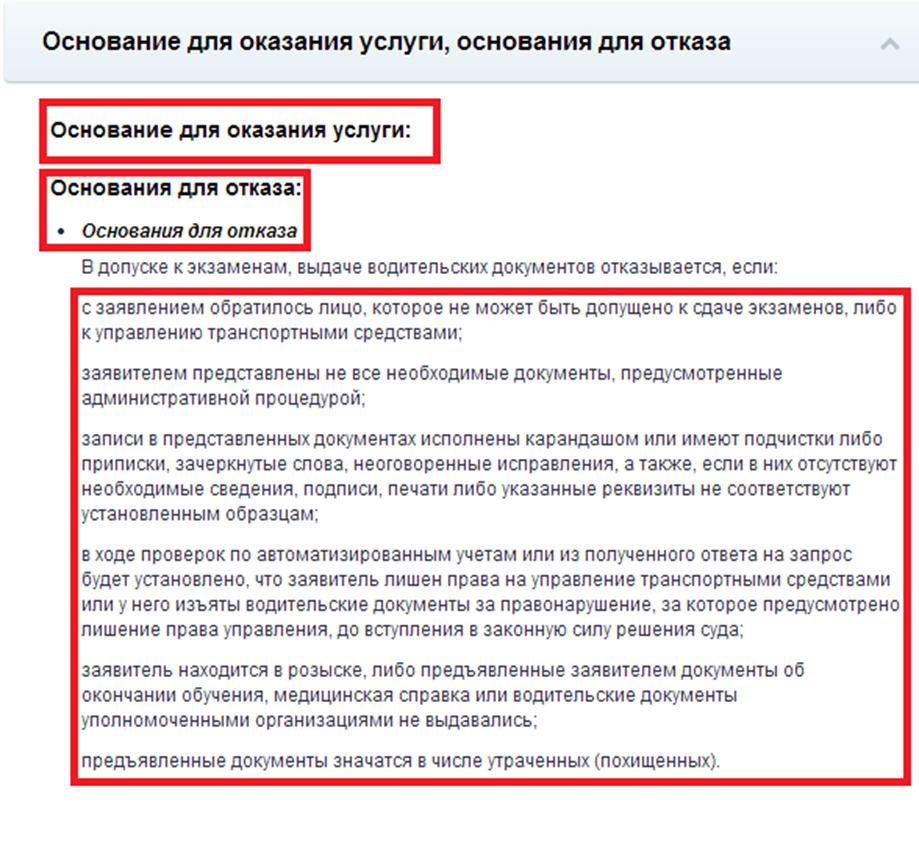 Основание для оказания услуги, основания для отказа
Основание для оказания услуги:
Основания для отказа:
• Основания для отказа
В допуске к экзаменам, выдаче водительских документов отказывается, если:
с заявлением обратилось лицо, которое не может быть допущено к сдаче экзаменов, либо
к управлению транспортными средствами;
заявителем представлены не все необходимые документы, предусмотренные
административной процедурой;
записи в представленных документах исполнены карандашом или имеют подчистки либо
приписки, зачеркнутые слова, неоговоренные исправления, а также, если в них отсутствуют
необходимые сведения, подписи, печати либо указанные реквизиты не соответствуют
установленным образцам;
в ходе проверок по автоматизированным учетам или из полученного ответа на запрос
будет установлено, что заявитель лишен права на управление транспортными средствами
или у него изъяты водительские документы за правонарушение, за которое предусмотрено
лишение права управления, до вступления в законную силу решения суда;
заявитель находится в розыске, либо предъявленные заявителем документы об
окончании обучения, медицинская справка или водительские документы
уполномоченными организациями не выдавались;
предъявленные документы значатся в числе утраченных (похищенных).